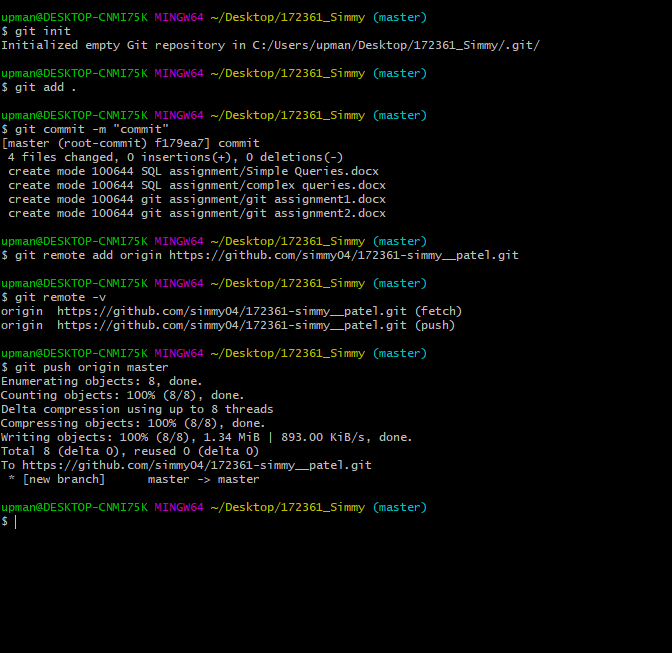 upman@DESKTOP-CNMI75K MINGW64 ~/Desktop/172361_Simmy (master)
$ git init
Initialized empty Git repository in C:/Users/upman/Desktop/172361_Simmy/.git/
upman@DESKTOP-CNMI75K MINGW64 ~/Desktop/172361_Simmy (master)
$ git add .
upman@DESKTOP-CNMI75K MINGW64 ~/Desktop/172361_Simmy (master)
$ git commit -m "commit"
[master (root-commit) f179ea7] commit
 4 files changed, 0 insertions(+), 0 deletions(-)
 create mode 100644 SQL assignment/Simple Queries.docx
 create mode 100644 SQL assignment/complex queries.docx
 create mode 100644 git assignment/git assignment1.docx
 create mode 100644 git assignment/git assignment2.docx
upman@DESKTOP-CNMI75K MINGW64 ~/Desktop/172361_Simmy (master)
$ git remote add origin https://github.com/simmy04/172361-simmy__patel.git
upman@DESKTOP-CNMI75K MINGW64 ~/Desktop/172361_Simmy (master)
$ git remote -v
origin  https://github.com/simmy04/172361-simmy__patel.git (fetch)
origin  https://github.com/simmy04/172361-simmy__patel.git (push)
upman@DESKTOP-CNMI75K MINGW64 ~/Desktop/172361_Simmy (master)
$ git push origin master
Enumerating objects: 8, done.
Counting objects: 100% (8/8), done.
Delta compression using up to 8 threads
Compressing objects: 100% (8/8), done.
Writing objects: 100% (8/8), 1.34 MiB | 893.00 KiB/s, done.
Total 8 (delta 0), reused 0 (delta 0)
To https://github.com/simmy04/172361-simmy__patel.git
 * [new branch]      master -> master
upman@DESKTOP-CNMI75K MINGW64 ~/Desktop/172361_Simmy (master)
$